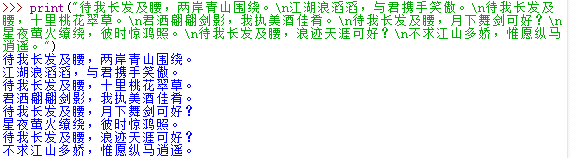 >>> print("待我长发及腰，两岸青山围绕。\n江湖浪滔滔，与君携手笑傲。\n待我长发及
腰，十里桃花翠草。\n君洒翩翩剑影，我执美酒佳肴。\n待我长发及腰，月下舞剑可好？\n
星夜萤火缭绕，彼时惊鸿照。\n待我长发及腰，浪迹天涯可好？\n不求江山多娇，惟愿纵马
逍遥。")
待我长发及腰，两岸青山围绕。
江湖浪滔滔，与君携手笑傲。
待我长发及腰，十里桃花翠草。
君洒翩翩剑影，我执美酒佳肴。
待我长发及腰，月下舞剑可好？
星夜萤火缭绕，彼时惊鸿照。
待我长发及腰，浪迹天涯可好？
不求江山多娇，惟愿纵马逍遥。